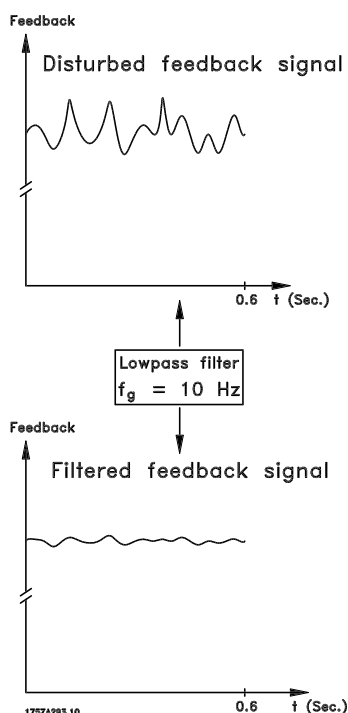 Feedback
Disturbed feedback signal
0.6 t (Sec.)
Lowpass filter
fg = 10 Hz
Feedback
Filtered feedback signal
0.6 t (Sec.)
175ZA293.10